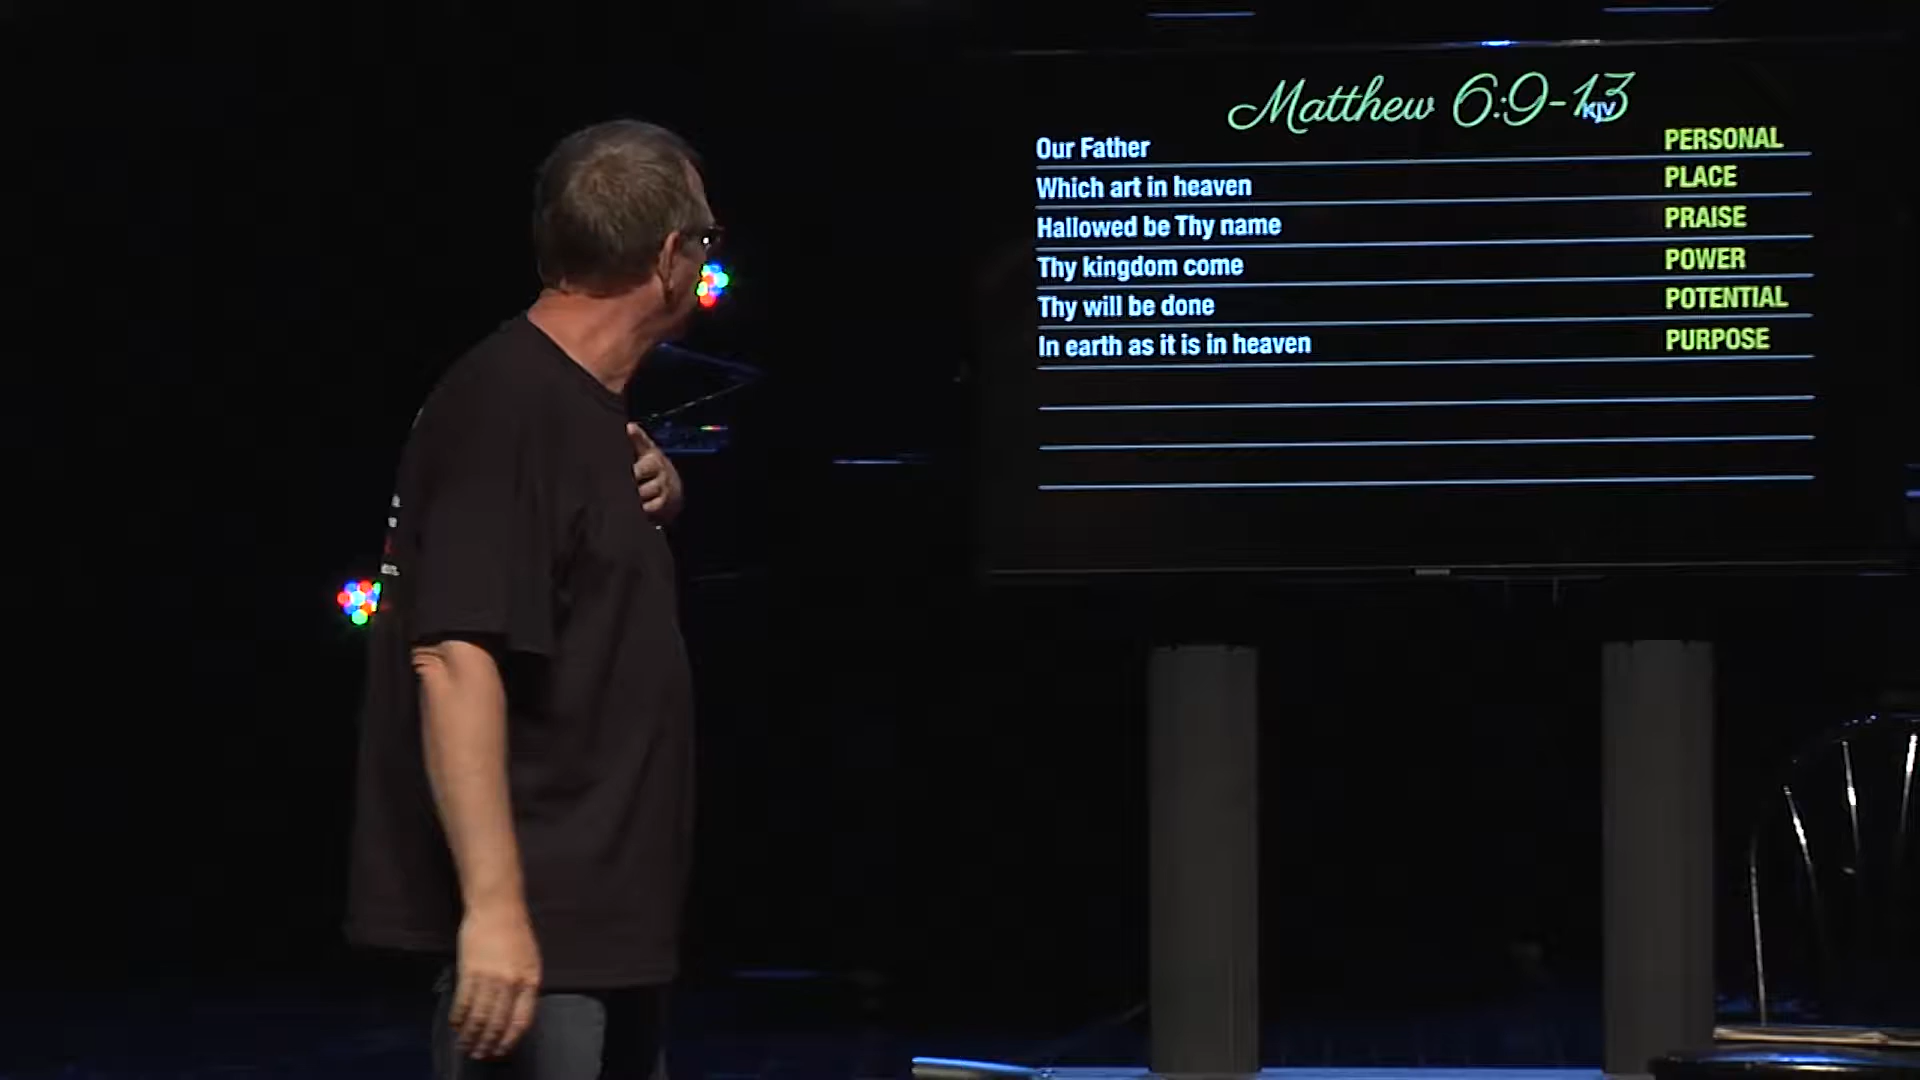 Matthew 6:9-13
KJV
Our Father PERSONAL
Which art in heaven PLACE
Hallowed be Thy name PRAISE
Thy kingdom come POWER
Thy will be done POTENTIAL
In earth as it is in heaven PURPOSE